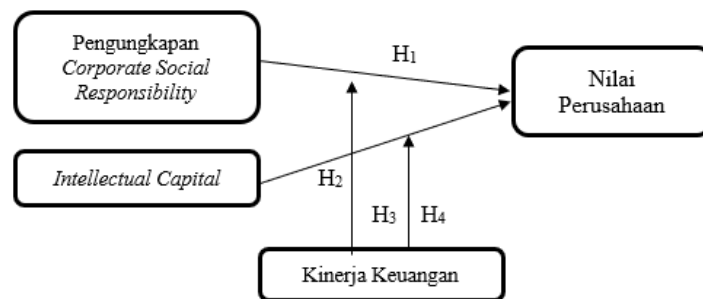 Pengungkapan
Corporate Social
Responsibility
H₁
Nilai
Perusahaan
Intellectual Capital
H₂
H₃
H₄
Kinerja Keuangan